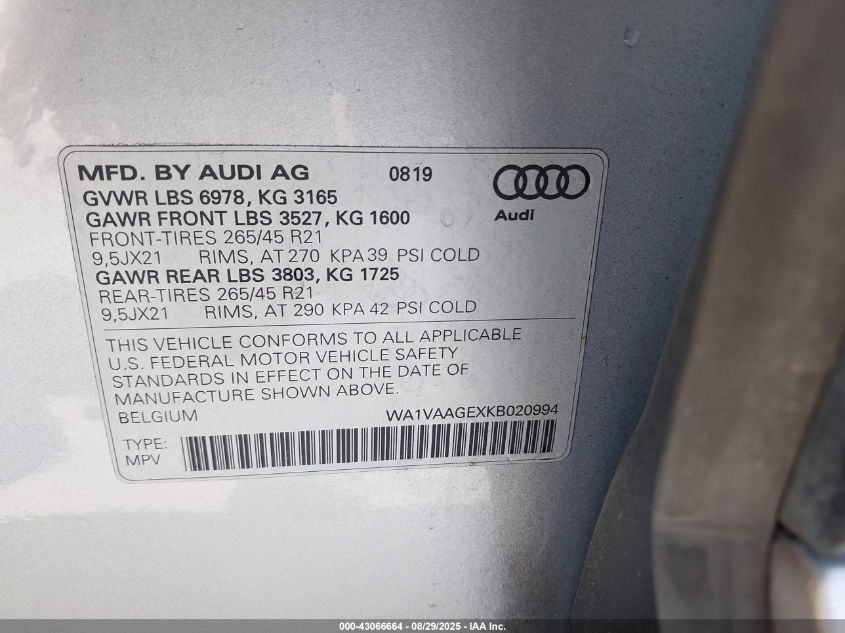 MFD. BY AUDI AG 0819
GVWR LBS 6978, KG 3165
GAWR FRONT LBS 3527, KG 1600
FRONT-TIRES 265/45 R21
9,5JX21 RIMS, AT 270 KPA 39 PSI COLD
GAWR REAR LBS 3803, KG 1725
REAR-TIRES 265/45 R21
9,5JX21 RIMS, AT 290 KPA 42 PSI COLD
Audi
THIS VEHICLE CONFORMS TO ALL APPLICABLE
U.S. FEDERAL MOTOR VEHICLE SAFETY
STANDARDS IN EFFECT ON THE DATE OF
MANUFACTURE SHOWN ABOVE.
BELGIUM WA1VAAGEXKB020994
TYPE:
MPV
000-43066664 - 08/29/2025 - IAA Inc.